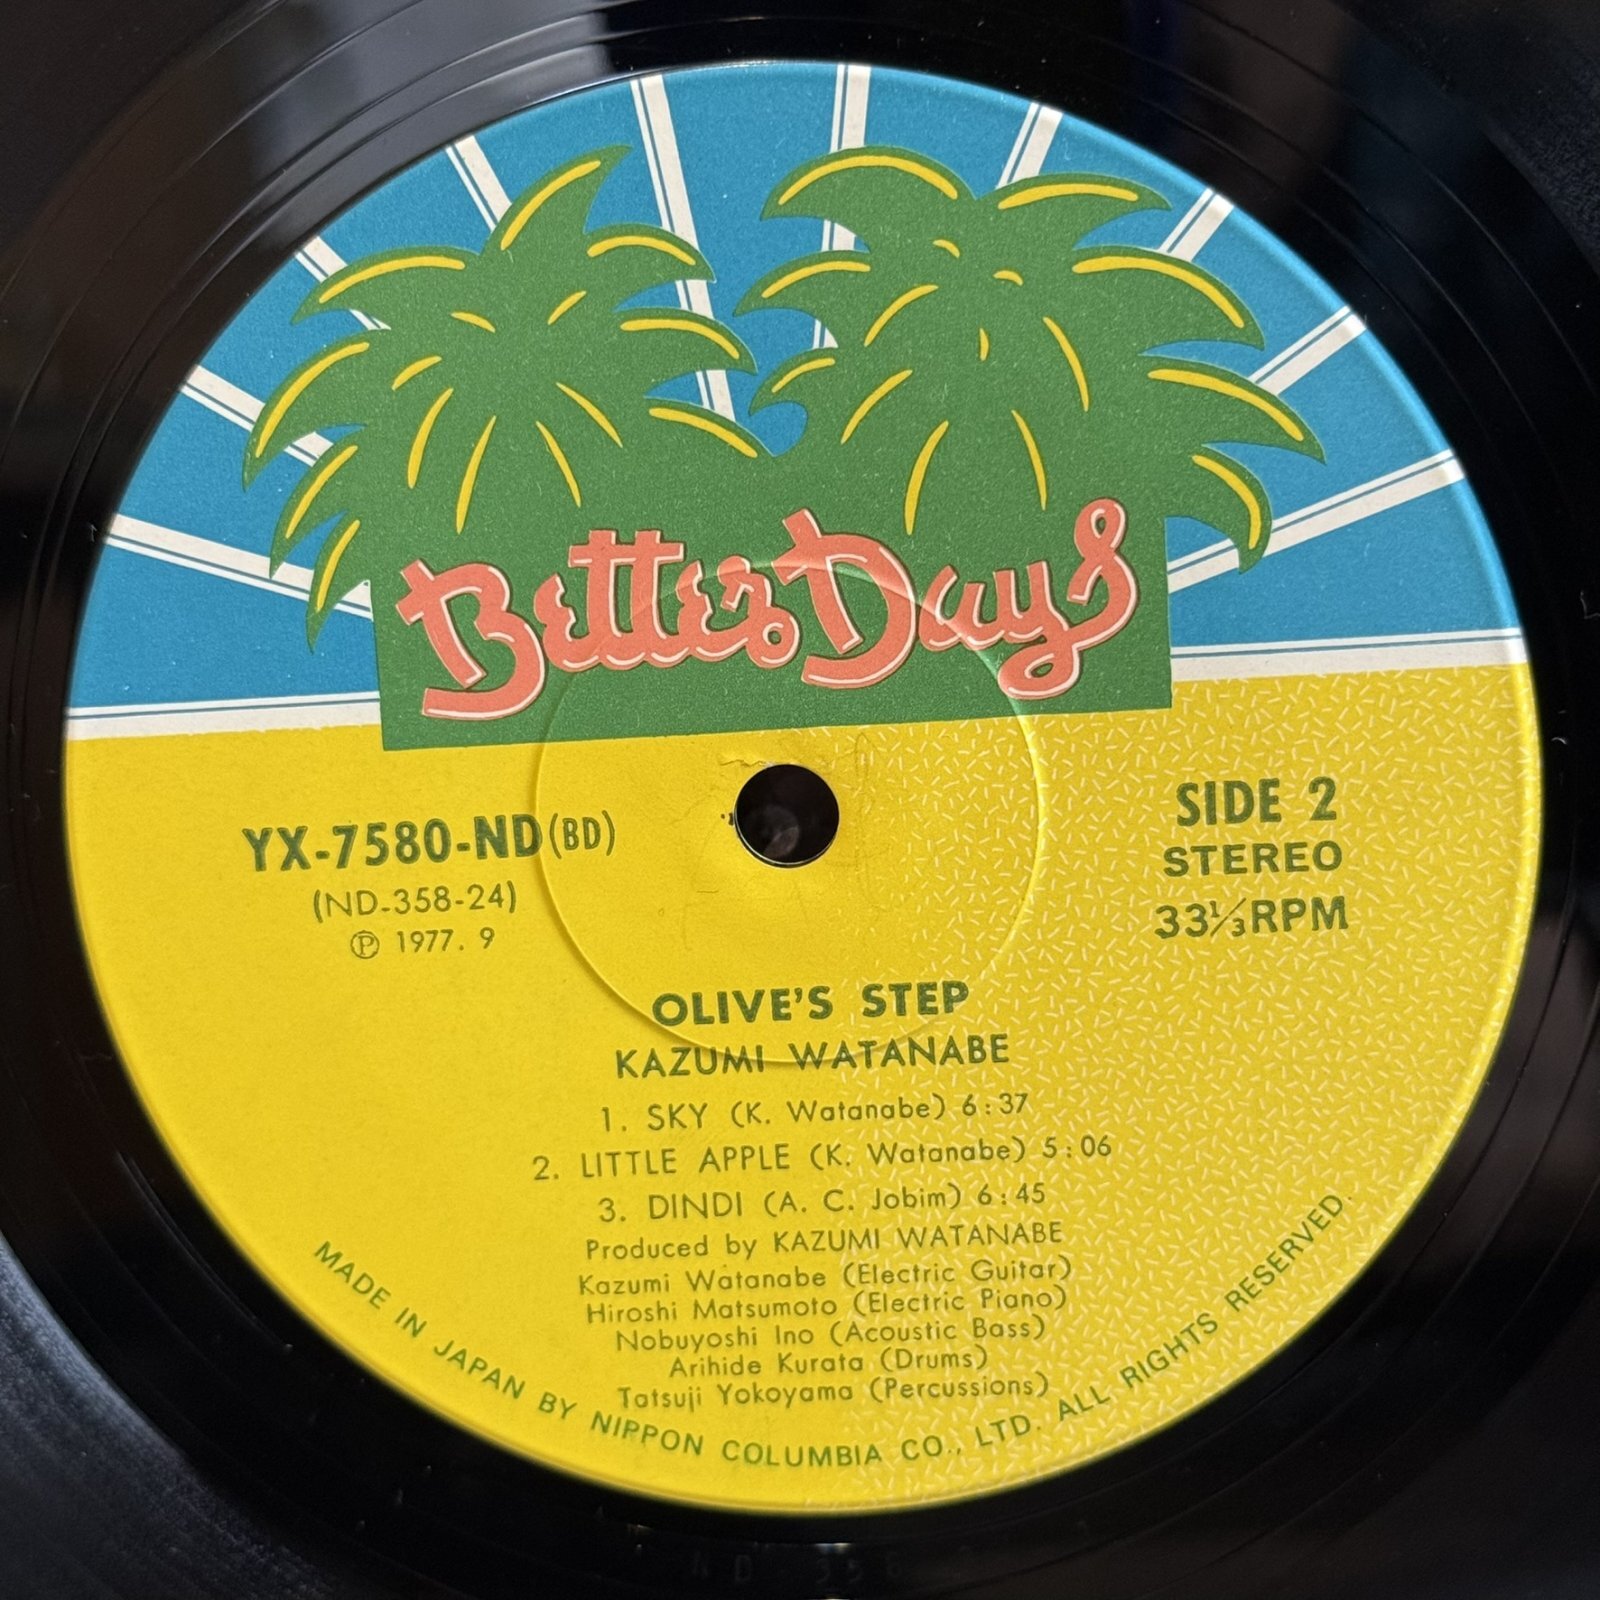 Better Days
YX-7580-ND(BD)
(ND-358-24)
Ⓟ 1977. 9
SIDE 2
STEREO
33⅓RPM
OLIVE'S STEP
KAZUMI WATANABE
1. SKY (K. Watanabe) 6:37
2. LITTLE APPLE (K. Watanabe) 5:06
3. DINDI (A. C. Jobim) 6:45
Produced by KAZUMI WATANABE
Kazumi Watanabe (Electric Guitar)
Hiroshi Matsumoto (Electric Piano)
Nobuyoshi Ino (Acoustic Bass)
Arihide Kurata (Drums)
Tatsuji Yokoyama (Percussions)
MADE IN JAPAN BY NIPPON COLUMBIA CO., LTD. ALL RIGHTS RESERVED.